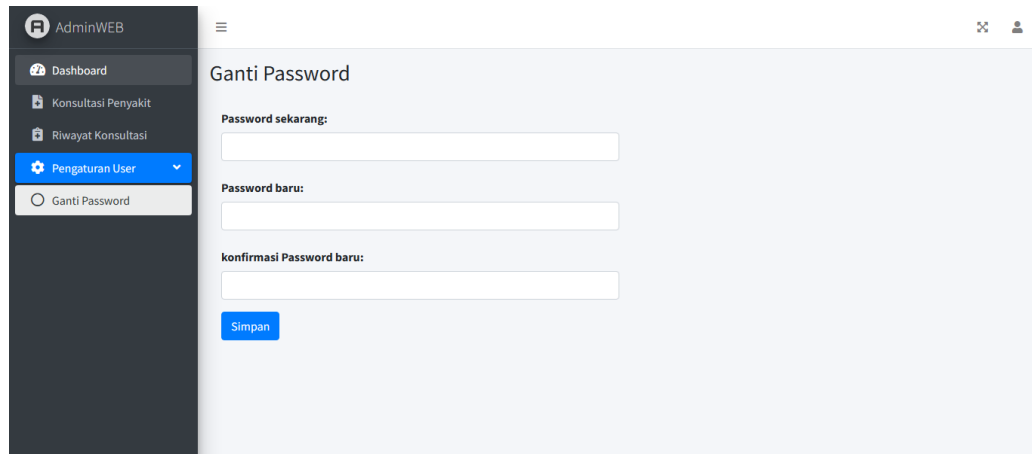 AdminWEB
Dashboard
Konsultasi Penyakit
Riwayat Konsultasi
Pengaturan User
Ganti Password
Ganti Password
Password sekarang:
Password baru:
konfirmasi Password baru:
Simpan